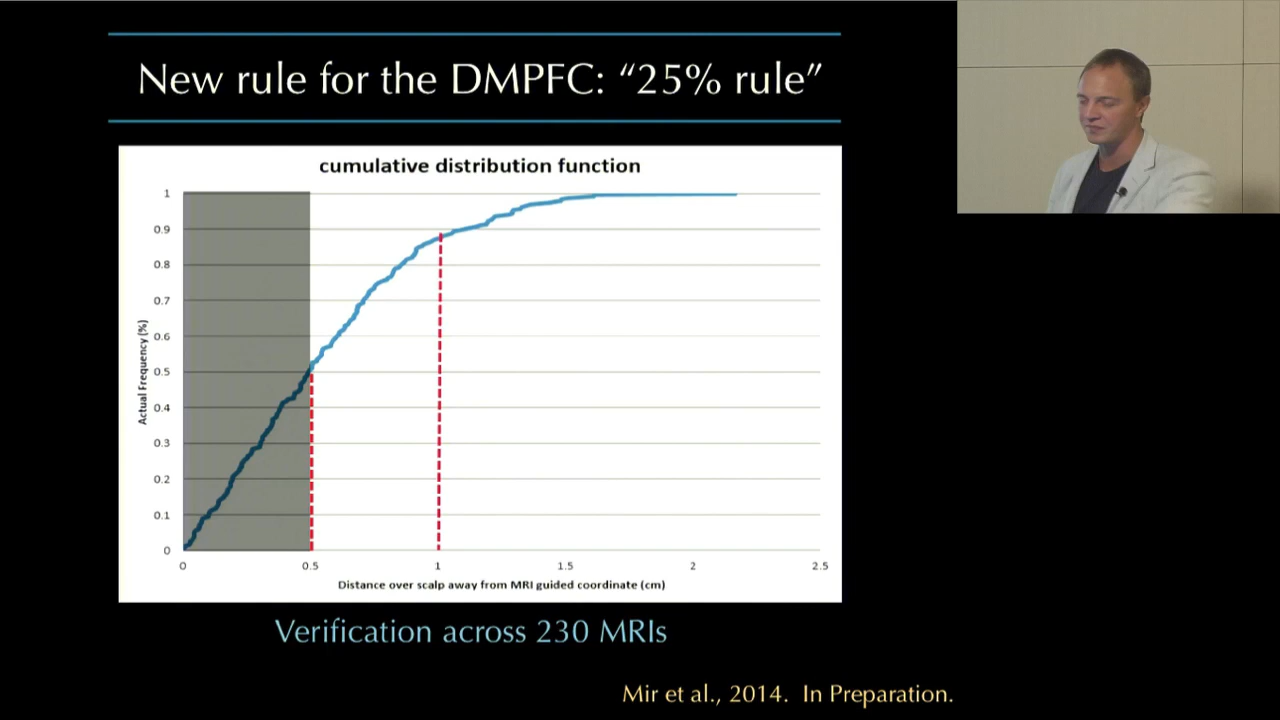 New rule for the DMPFC: “25% rule”
cumulative distribution function
1
0.9
0.8
0.7
0.6
0.5
0.4
0.3
0.2
0.1
0
Actual Frequency (%)
0 0.5 1 1.5 2 2.5
Distance over scalp away from MRI guided coordinate (cm)
Verification across 230 MRIs
Mir et al., 2014. In Preparation.